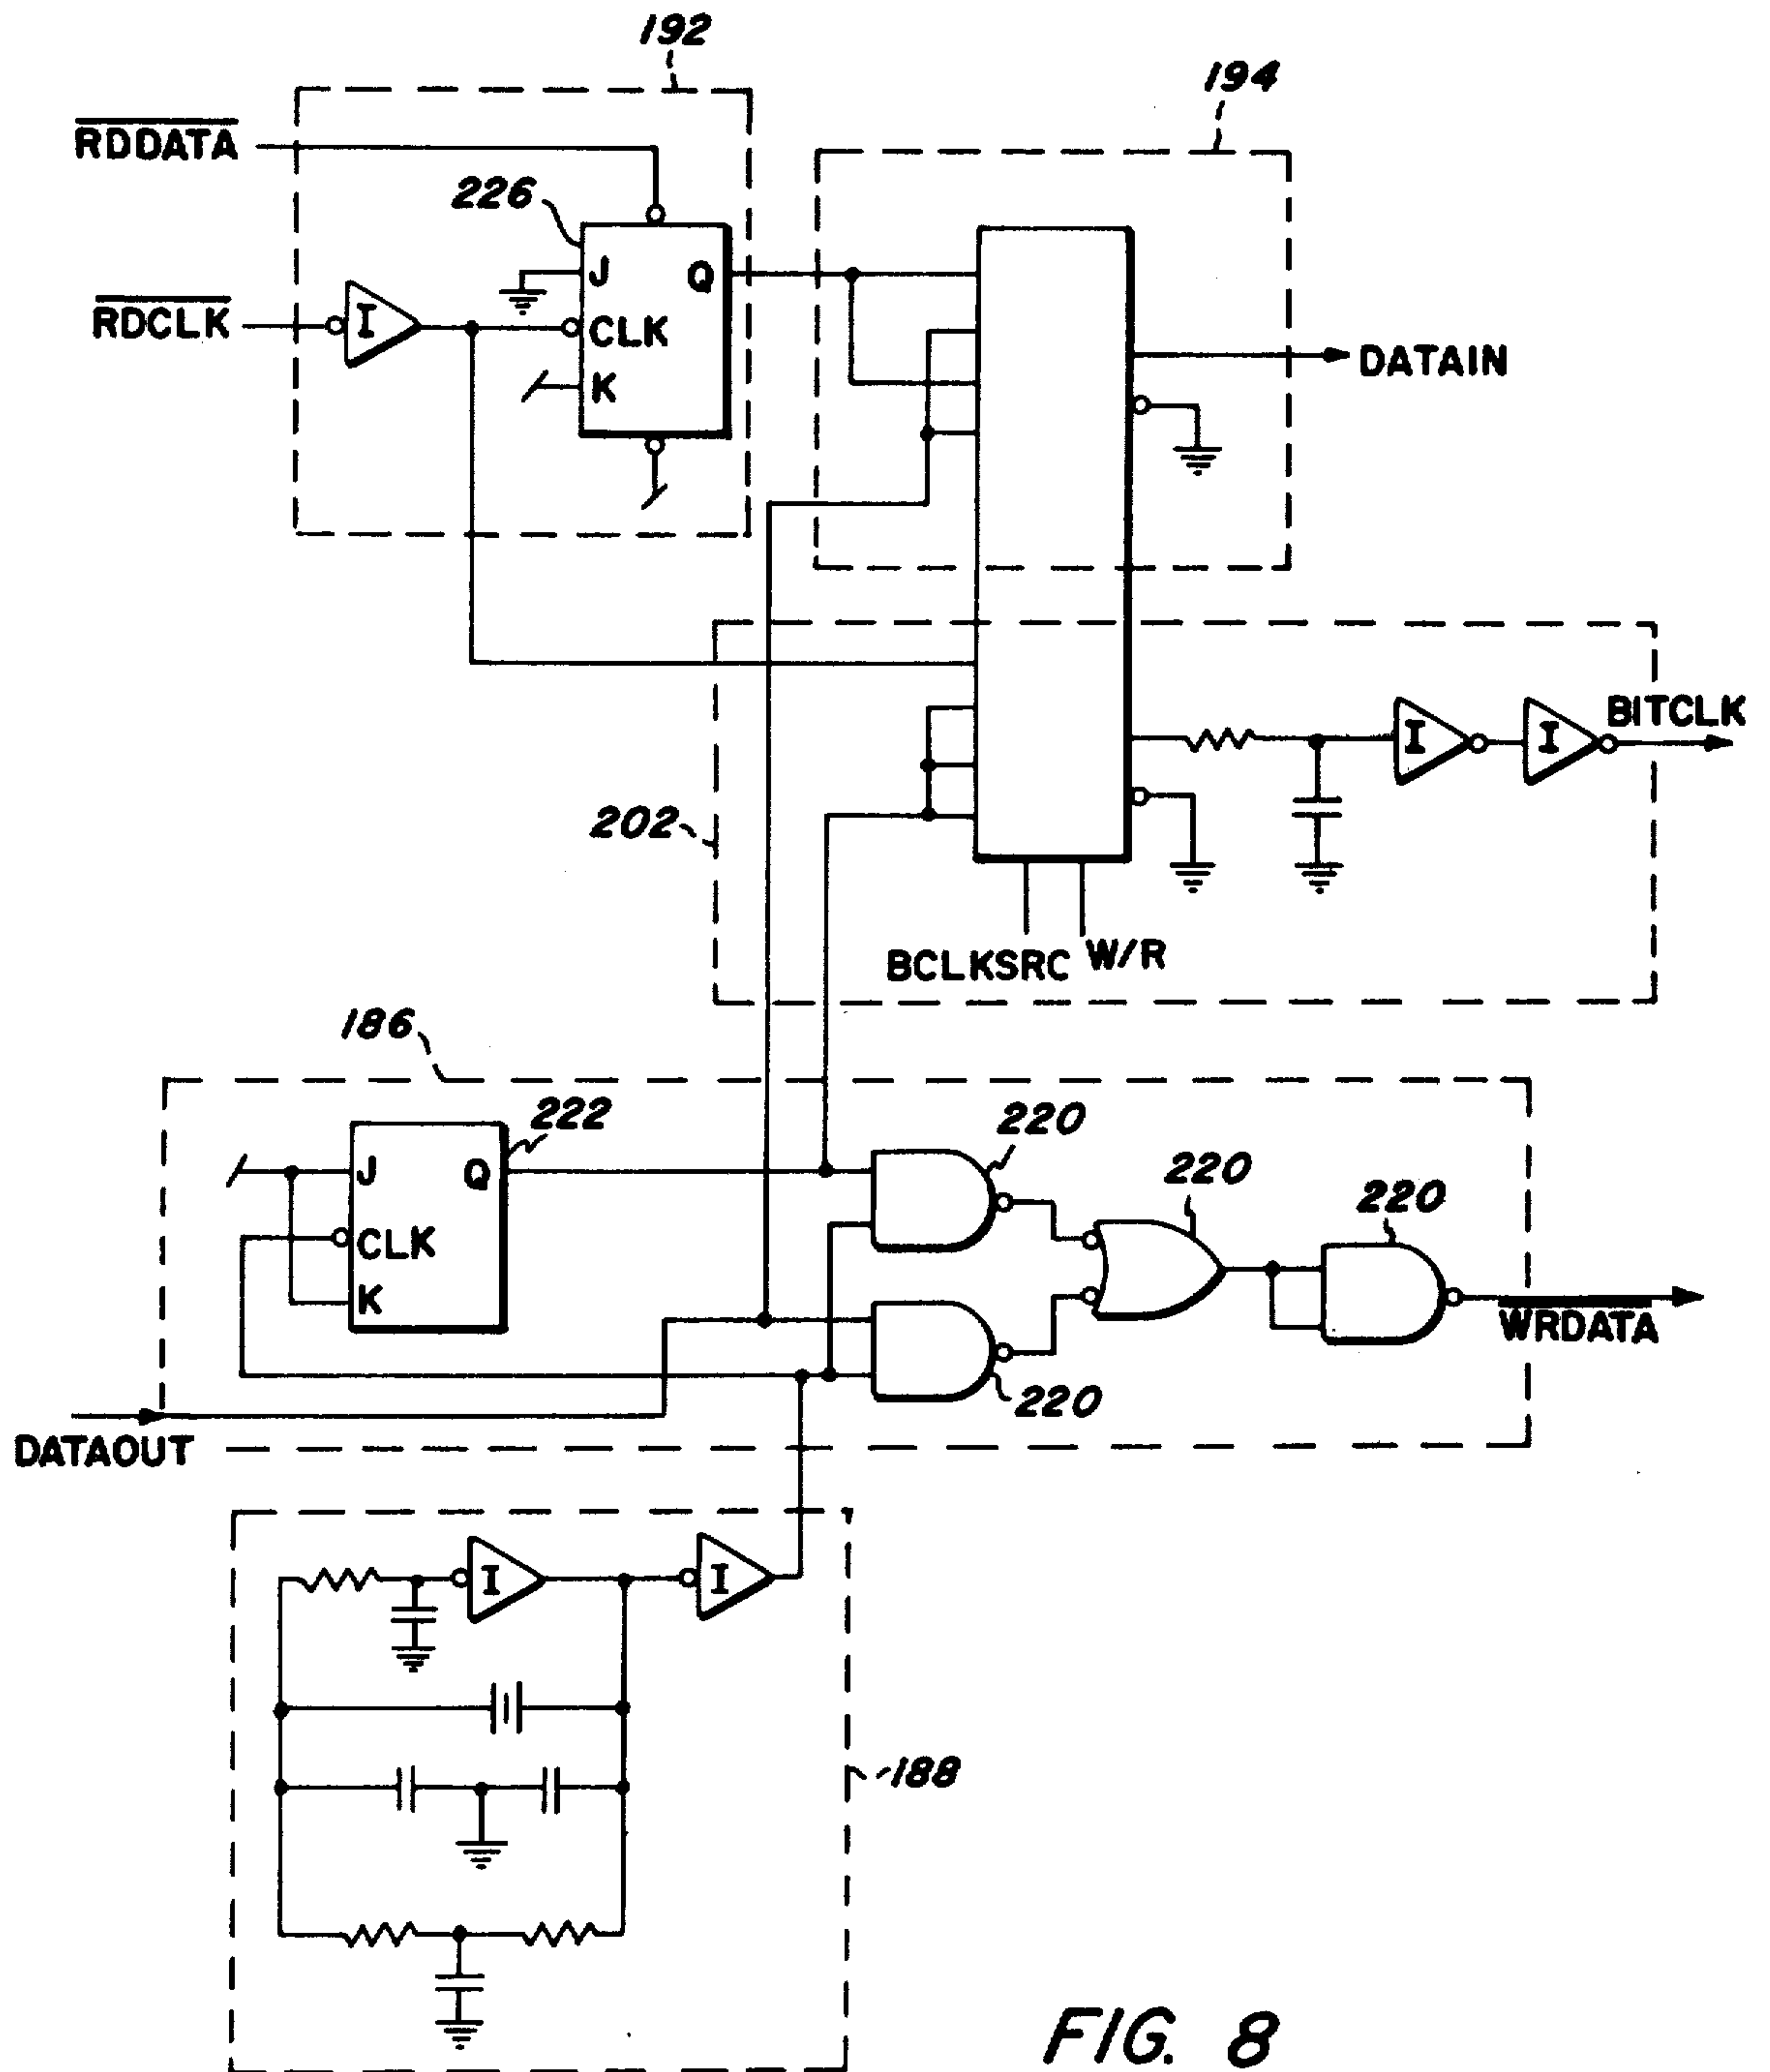 192
194
RDDATA
226
J Q
RDCLK I CLK
K
DATAIN
BITCLK
I I
202
BCLKSRC W/R
186
222
220
J Q
220
220
CLK
K
WRDATA
220
DATAOUT
I I
188
FIG. 8